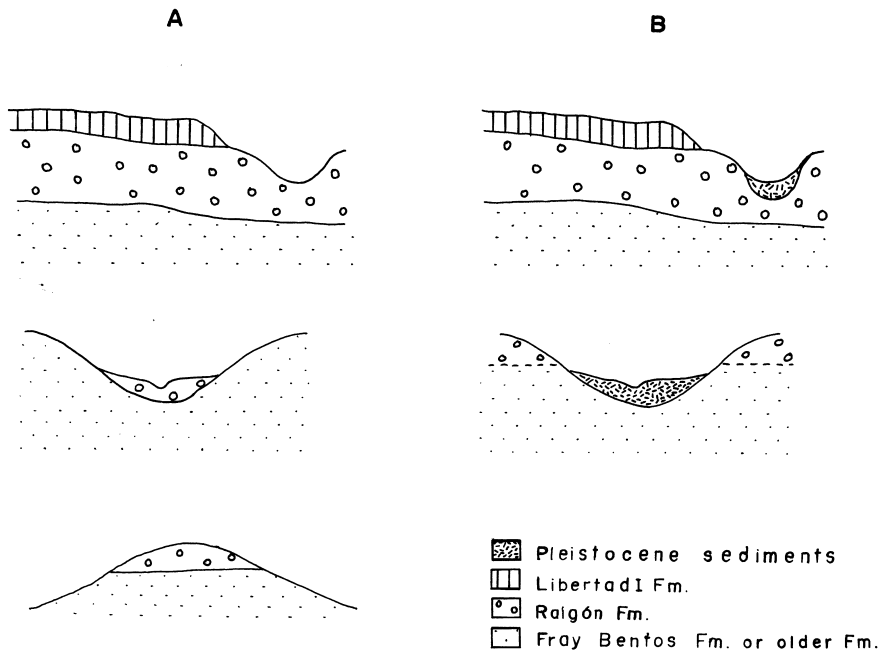 A
B
Pleistocene sediments
Libertad I Fm.
Raigón Fm.
Fray Bentos Fm. or older Fm.